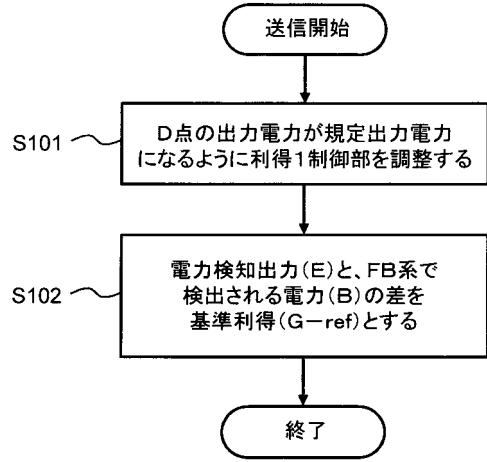 送信開始
S101
D点の出力電力が規定出力電力
になるように利得1制御部を調整する
S102
電力検知出力(E)と、FB系で
検出される電力(B)の差を
基準利得(G-ref)とする
終了